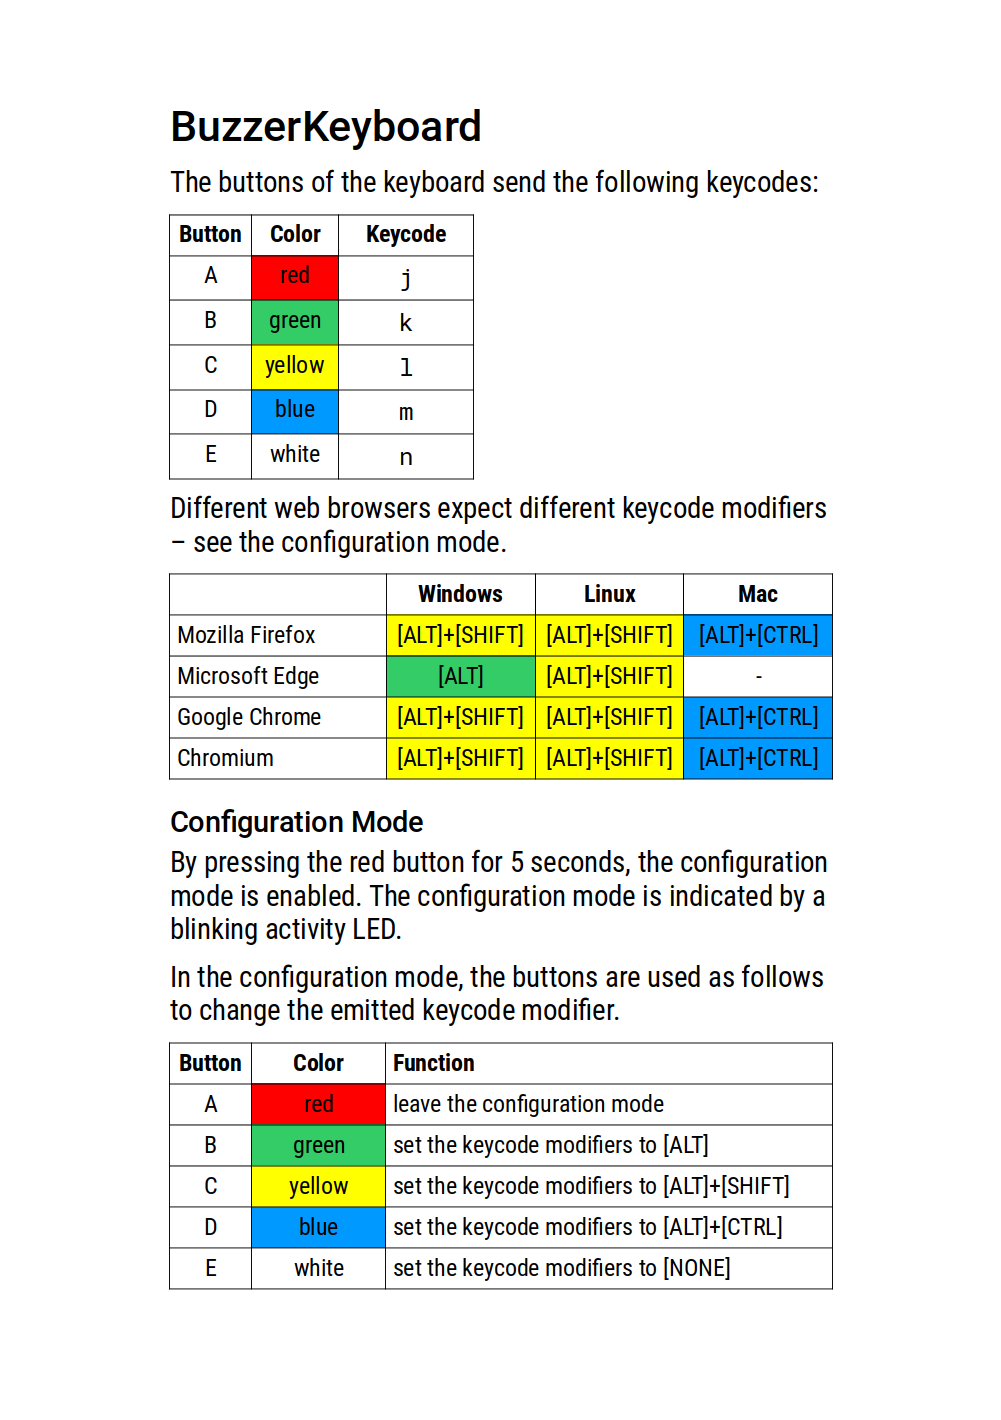 BuzzerKeyboard
The buttons of the keyboard send the following keycodes:
Button Color Keycode
A red j
B green k
C yellow l
D blue m
E white n
Different web browsers expect different keycode modifiers
– see the configuration mode.
Windows Linux Mac
Mozilla Firefox [ALT]+[SHIFT] [ALT]+[SHIFT] [ALT]+[CTRL]
Microsoft Edge [ALT] [ALT]+[SHIFT] -
Google Chrome [ALT]+[SHIFT] [ALT]+[SHIFT] [ALT]+[CTRL]
Chromium [ALT]+[SHIFT] [ALT]+[SHIFT] [ALT]+[CTRL]
Configuration Mode
By pressing the red button for 5 seconds, the configuration
mode is enabled. The configuration mode is indicated by a
blinking activity LED.
In the configuration mode, the buttons are used as follows
to change the emitted keycode modifier.
Button Color Function
A red leave the configuration mode
B green set the keycode modifiers to [ALT]
C yellow set the keycode modifiers to [ALT]+[SHIFT]
D blue set the keycode modifiers to [ALT]+[CTRL]
E white set the keycode modifiers to [NONE]